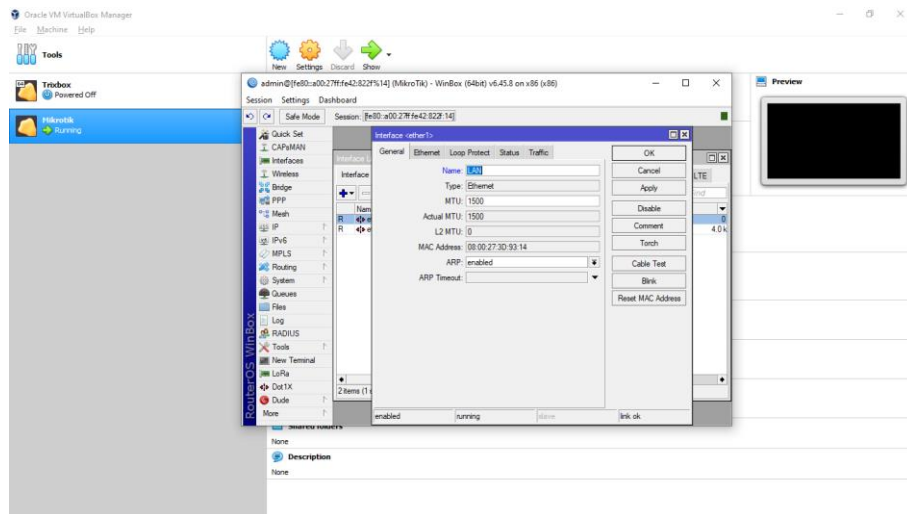 Oracle VM VirtualBox Manager
File Machine Help
Tools
New Settings Discard Show
Trixbox
Powered Off
Mikrotik
Running
Preview
admin@[fe80::a00:27ff:fe42:822f%14] (MikroTik) - WinBox (64bit) v6.45.8 on x86 (x86)
Session Settings Dashboard
Safe Mode Session: [fe80::a00:27ff:fe42:822f:14]
Quick Set
CAPsMAN
Interfaces
Wireless
Bridge
PPP
Mesh
IP
IPv6
MPLS
Routing
System
Queues
Files
Log
RADIUS
Tools
New Terminal
LoRa
Dot1X
Dude
More
RouterOS WinBox
Interface L
Interface
LTE
Nam
R
R
0
4.0 k
2 items (1 s
Interface <ether1>
General Ethernet Loop Protect Status Traffic
Name: LAN
Type: Ethernet
MTU: 1500
Actual MTU: 1500
L2 MTU: 0
MAC Address: 08:00:27:3D:93:14
ARP: enabled
ARP Timeout:
OK
Cancel
Apply
Disable
Comment
Torch
Cable Test
Blink
Reset MAC Address
enabled running slave link ok
Shared folders
None
Description
None